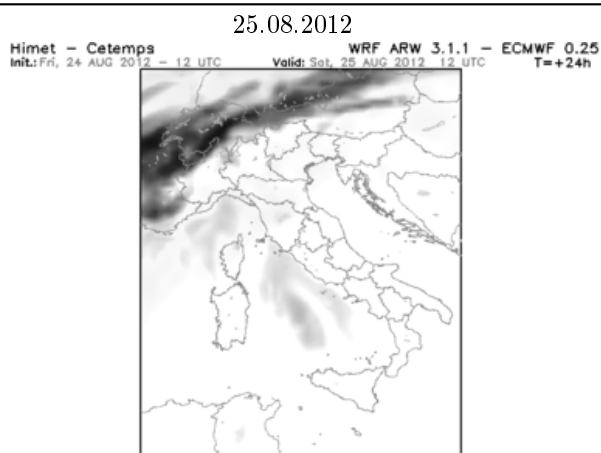 25.08.2012
Himet - Cetemps WRF ARW 3.1.1 - ECMWF 0.25
Init.: Fri, 24 AUG 2012 - 12 UTC Valid: Sat, 25 AUG 2012 12 UTC T=+24h